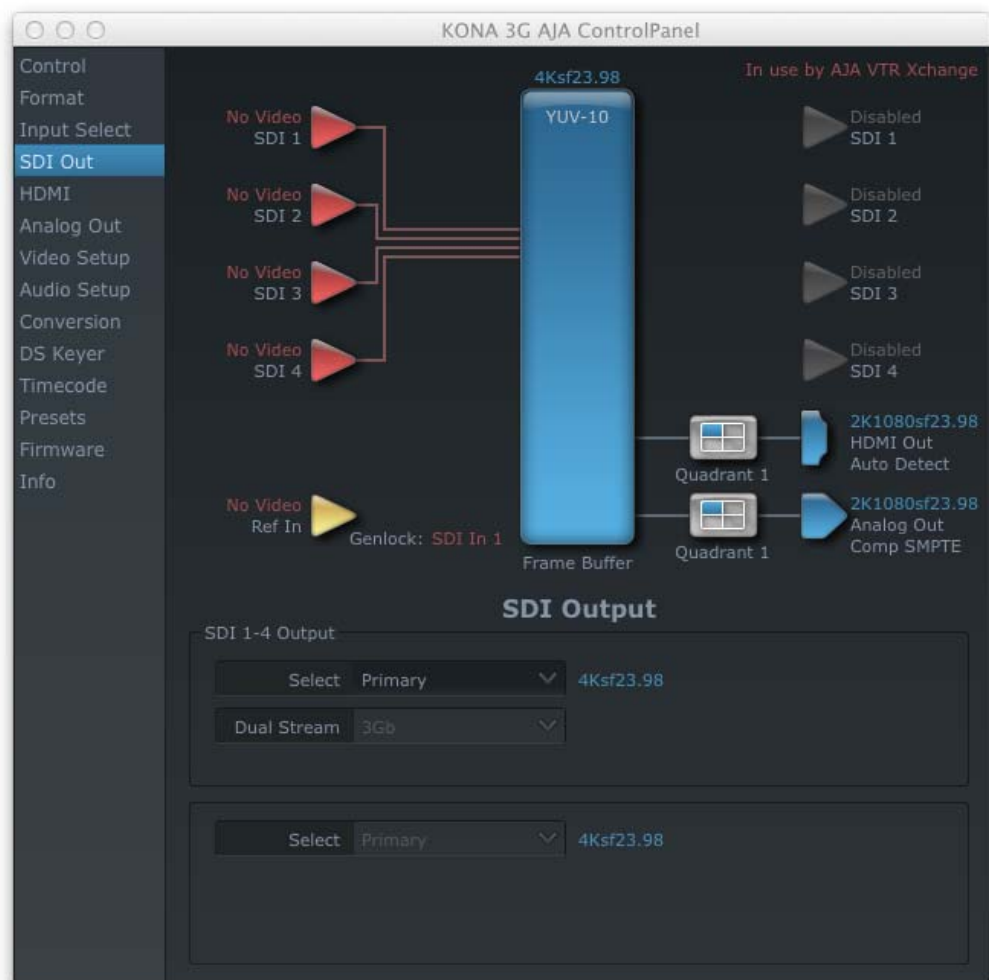 KONA 3G AJA ControlPanel
Control
Format
Input Select
SDI Out
HDMI
Analog Out
Video Setup
Audio Setup
Conversion
DS Keyer
Timecode
Presets
Firmware
Info
4Ksf23.98
In use by AJA VTR Xchange
YUV-10
No Video
SDI 1
No Video
SDI 2
No Video
SDI 3
No Video
SDI 4
No Video
Ref In
Genlock: SDI In 1
Frame Buffer
Disabled
SDI 1
Disabled
SDI 2
Disabled
SDI 3
Disabled
SDI 4
Quadrant 1
2K1080sf23.98
HDMI Out
Auto Detect
Quadrant 1
2K1080sf23.98
Analog Out
Comp SMPTE
SDI Output
SDI 1-4 Output
Select Primary 4Ksf23.98
Dual Stream 3Gb
Select Primary 4Ksf23.98